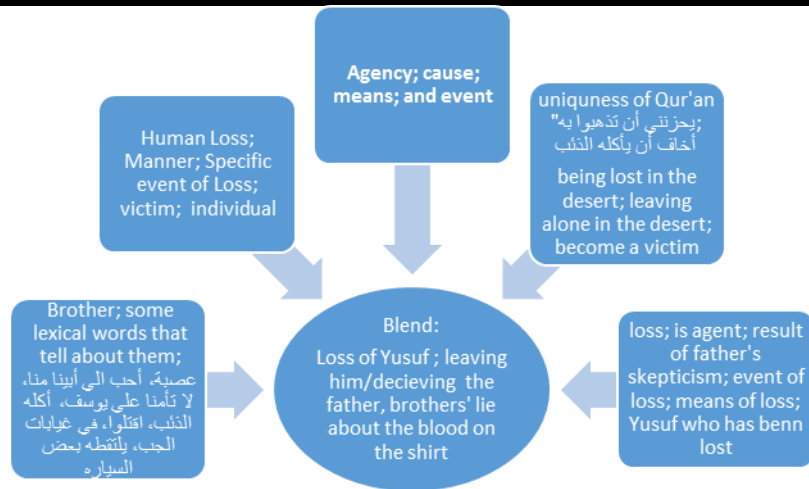 Agency; cause;
means; and event
Human Loss;
Manner; Specific
event of Loss;
victim; individual
uniquness of Qur'an
"يحزنني أن تذهبوا به;
أخاف أن يأكله الذئب
being lost in the
desert; leaving
alone in the desert;
become a victim
Brother; some
lexical words that
tell about them;
عصبة، أحب الي أبينا منا،
لا تأمنا علي يوسف، أكله
الذئب، اقتلوا، في غيابات
الجب، يلتقطه بعض
السياره
Blend:
Loss of Yusuf ; leaving
him/decieving the
father, brothers' lie
about the blood on
the shirt
loss; is agent; result
of father's
skepticism; event of
loss; means of loss;
Yusuf who has benn
lost